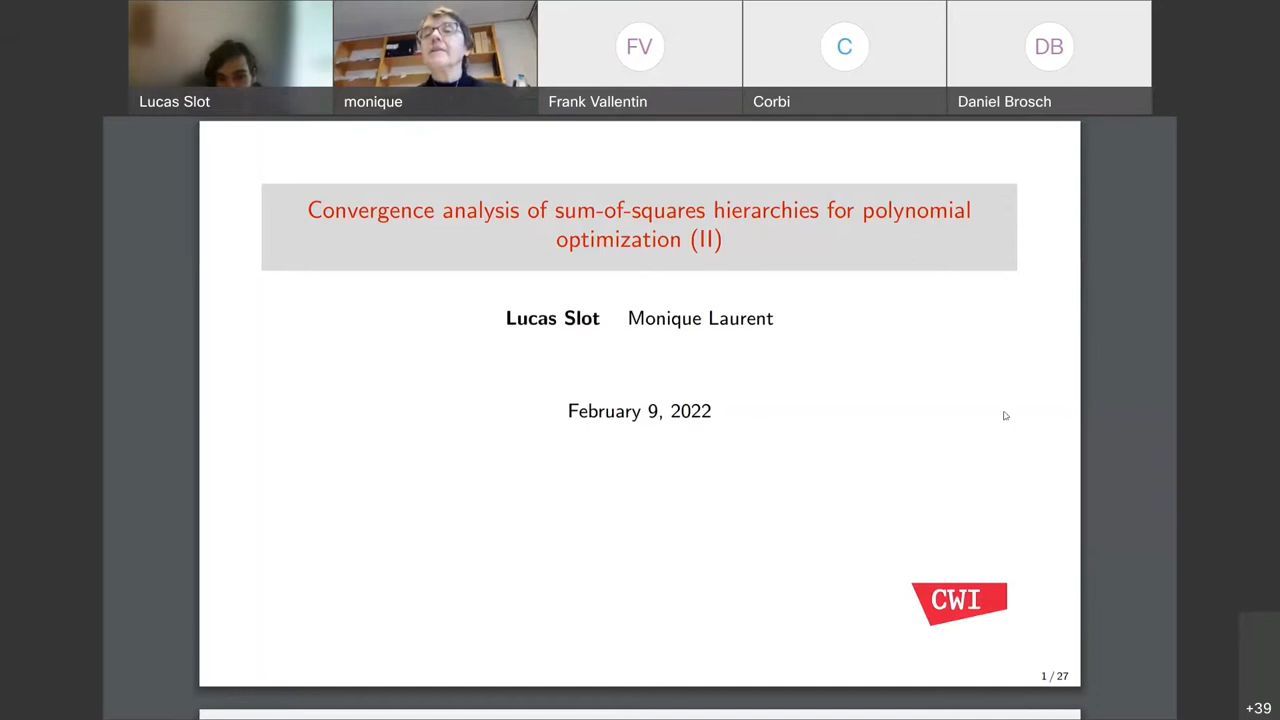 FV
C
DB
Lucas Slot
monique
Frank Vallentin
Corbi
Daniel Brosch
Convergence analysis of sum-of-squares hierarchies for polynomial
optimization (II)
Lucas Slot Monique Laurent
February 9, 2022
CWI
1 / 27
+39